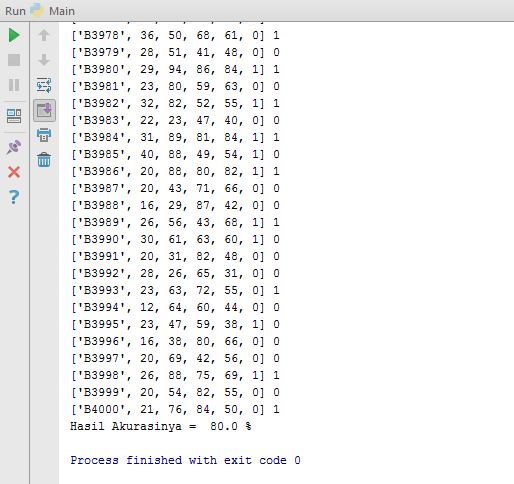 Run Main
['B3978', 36, 50, 68, 61, 0] 1
['B3979', 28, 51, 41, 48, 0] 0
['B3980', 29, 94, 86, 84, 1] 1
['B3981', 23, 80, 59, 63, 0] 0
['B3982', 32, 82, 52, 55, 1] 1
['B3983', 22, 23, 47, 40, 0] 0
['B3984', 31, 89, 81, 84, 1] 1
['B3985', 40, 88, 49, 54, 1] 0
['B3986', 20, 88, 80, 82, 1] 1
['B3987', 20, 43, 71, 66, 0] 0
['B3988', 16, 29, 87, 42, 0] 0
['B3989', 26, 56, 43, 68, 1] 1
['B3990', 30, 61, 63, 60, 1] 0
['B3991', 20, 31, 82, 48, 0] 0
['B3992', 28, 26, 65, 31, 0] 0
['B3993', 23, 63, 72, 55, 0] 1
['B3994', 12, 64, 60, 44, 0] 0
['B3995', 23, 47, 59, 38, 1] 0
['B3996', 16, 38, 80, 66, 0] 0
['B3997', 20, 69, 42, 56, 0] 0
['B3998', 26, 88, 75, 69, 1] 1
['B3999', 20, 54, 82, 55, 0] 0
['B4000', 21, 76, 84, 50, 0] 1
Hasil Akurasinya =  80.0 %
Process finished with exit code 0